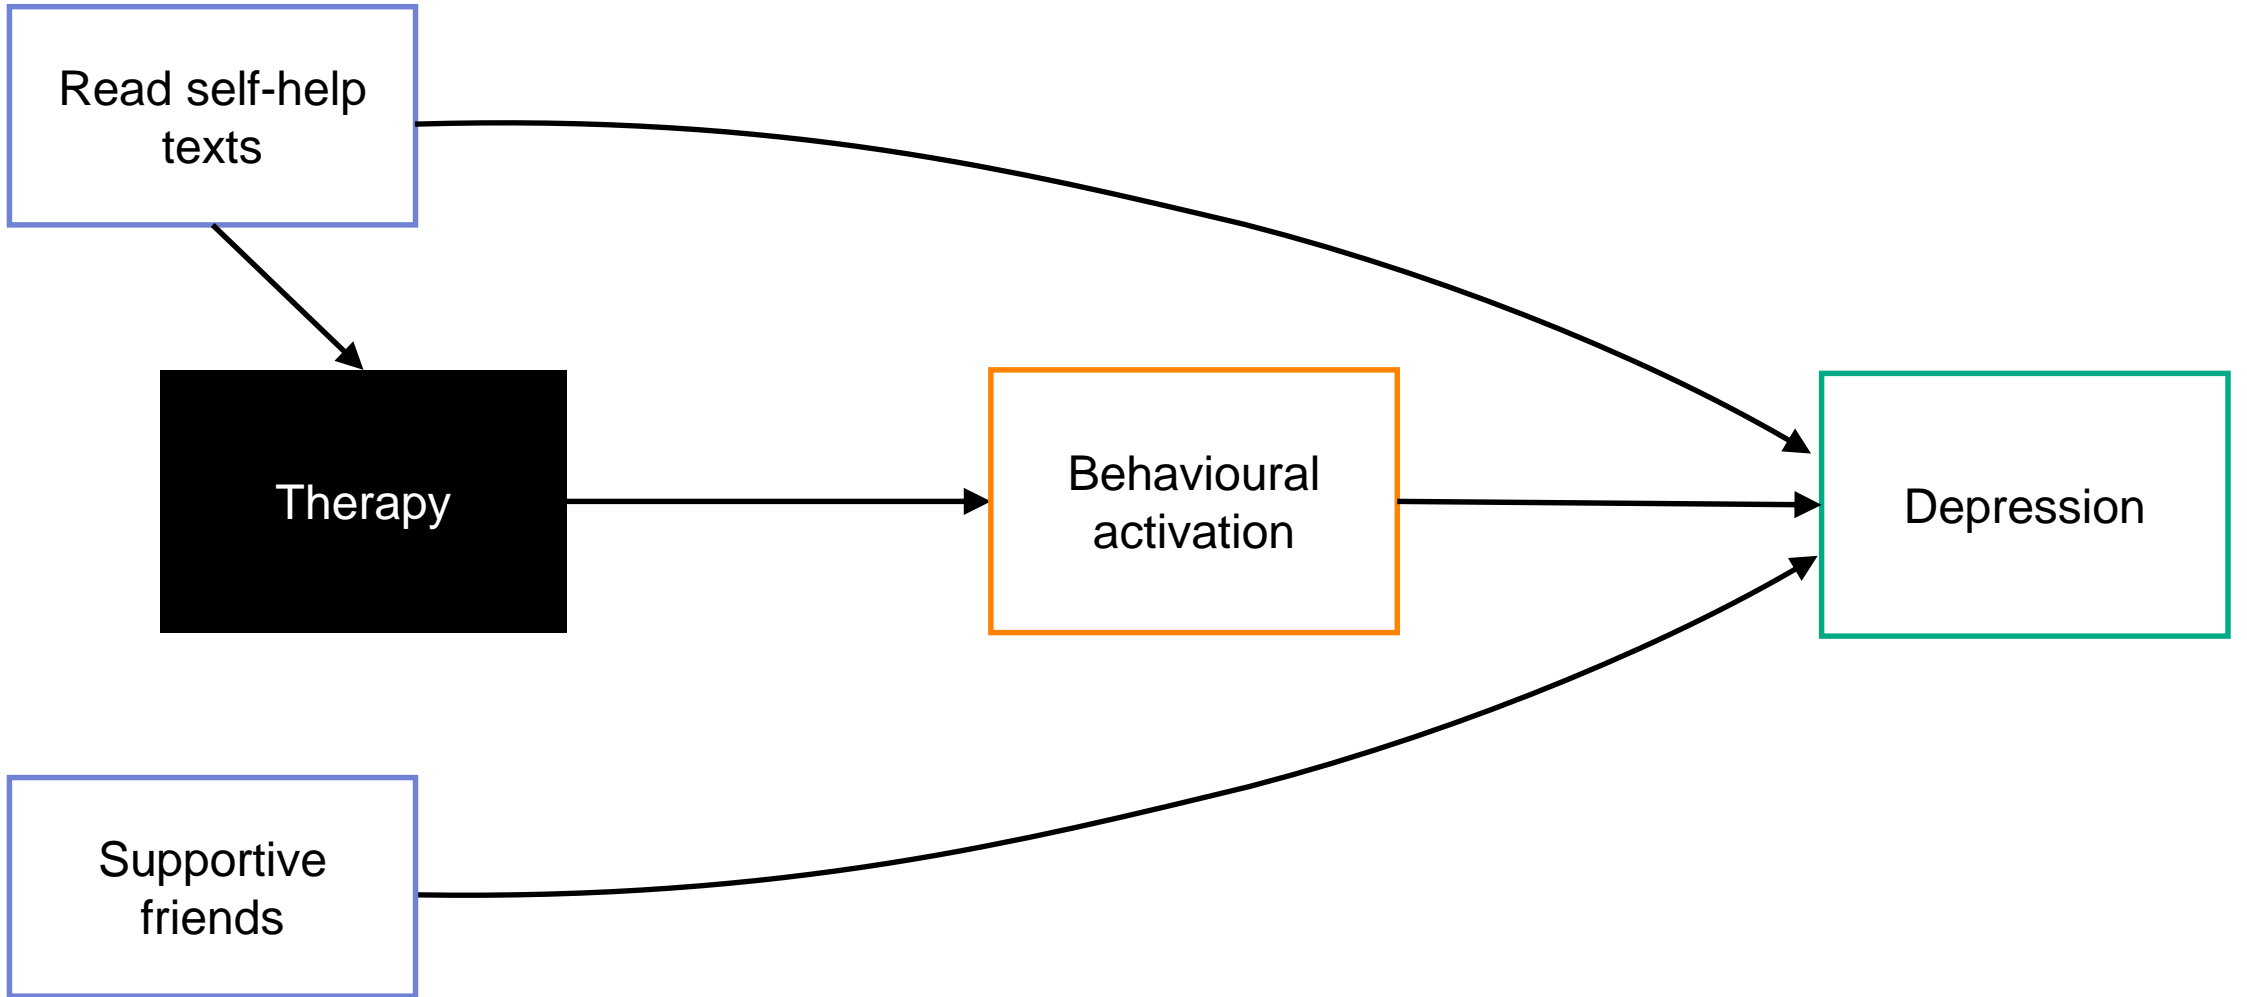 Read self-help
texts
Therapy
Behavioural
activation
Depression
Supportive
friends